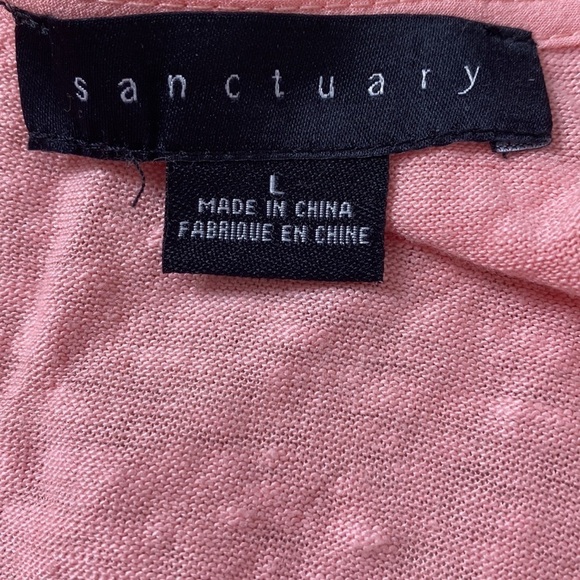 sanctuary
L
MADE IN CHINA
FABRIQUE EN CHINE